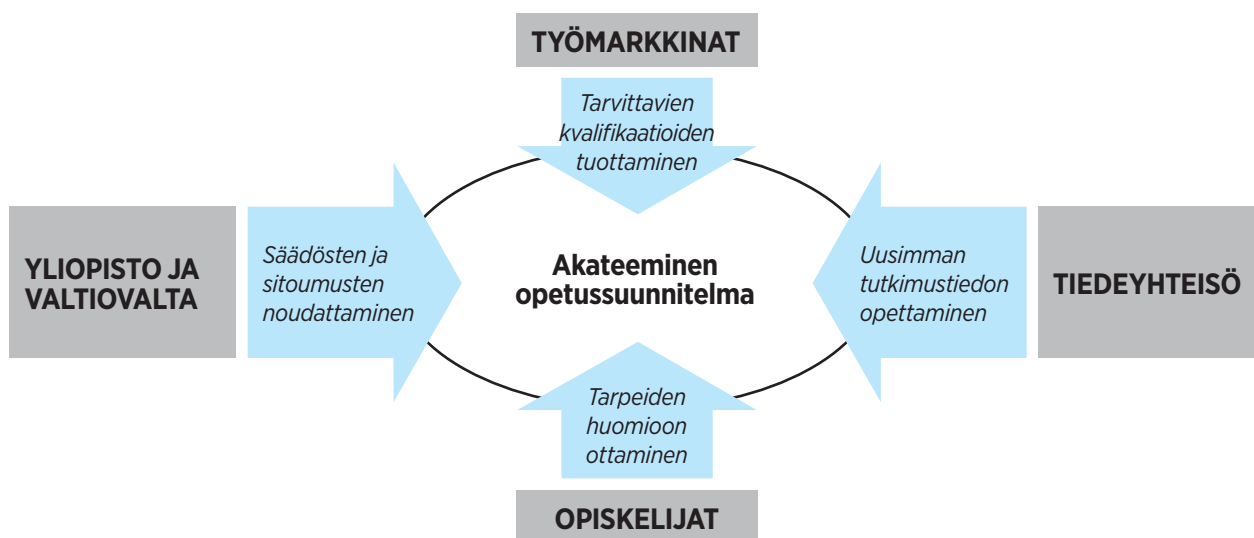 TYÖMARKKINAT
Tarvittavien
kvalifikaatioiden
tuottaminen
YLIOPISTO JA
VALTIOVALTA
Säädösten ja
sitoumusten
noudattaminen
Akateeminen
opetussuunnitelma
Uusimman
tutkimustiedon
opettaminen
TIEDEYHTEISÖ
Tarpeiden
huomioon
ottaminen
OPISKELIJAT